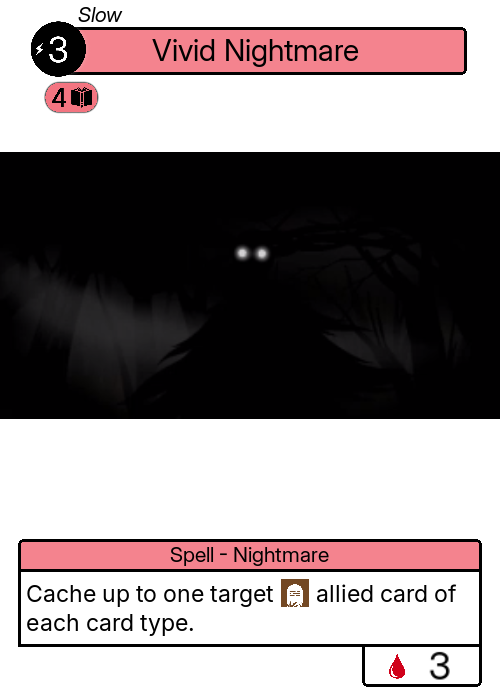 Slow
3
Vivid Nightmare
4
Spell - Nightmare
Cache up to one target allied card of
each card type.
3